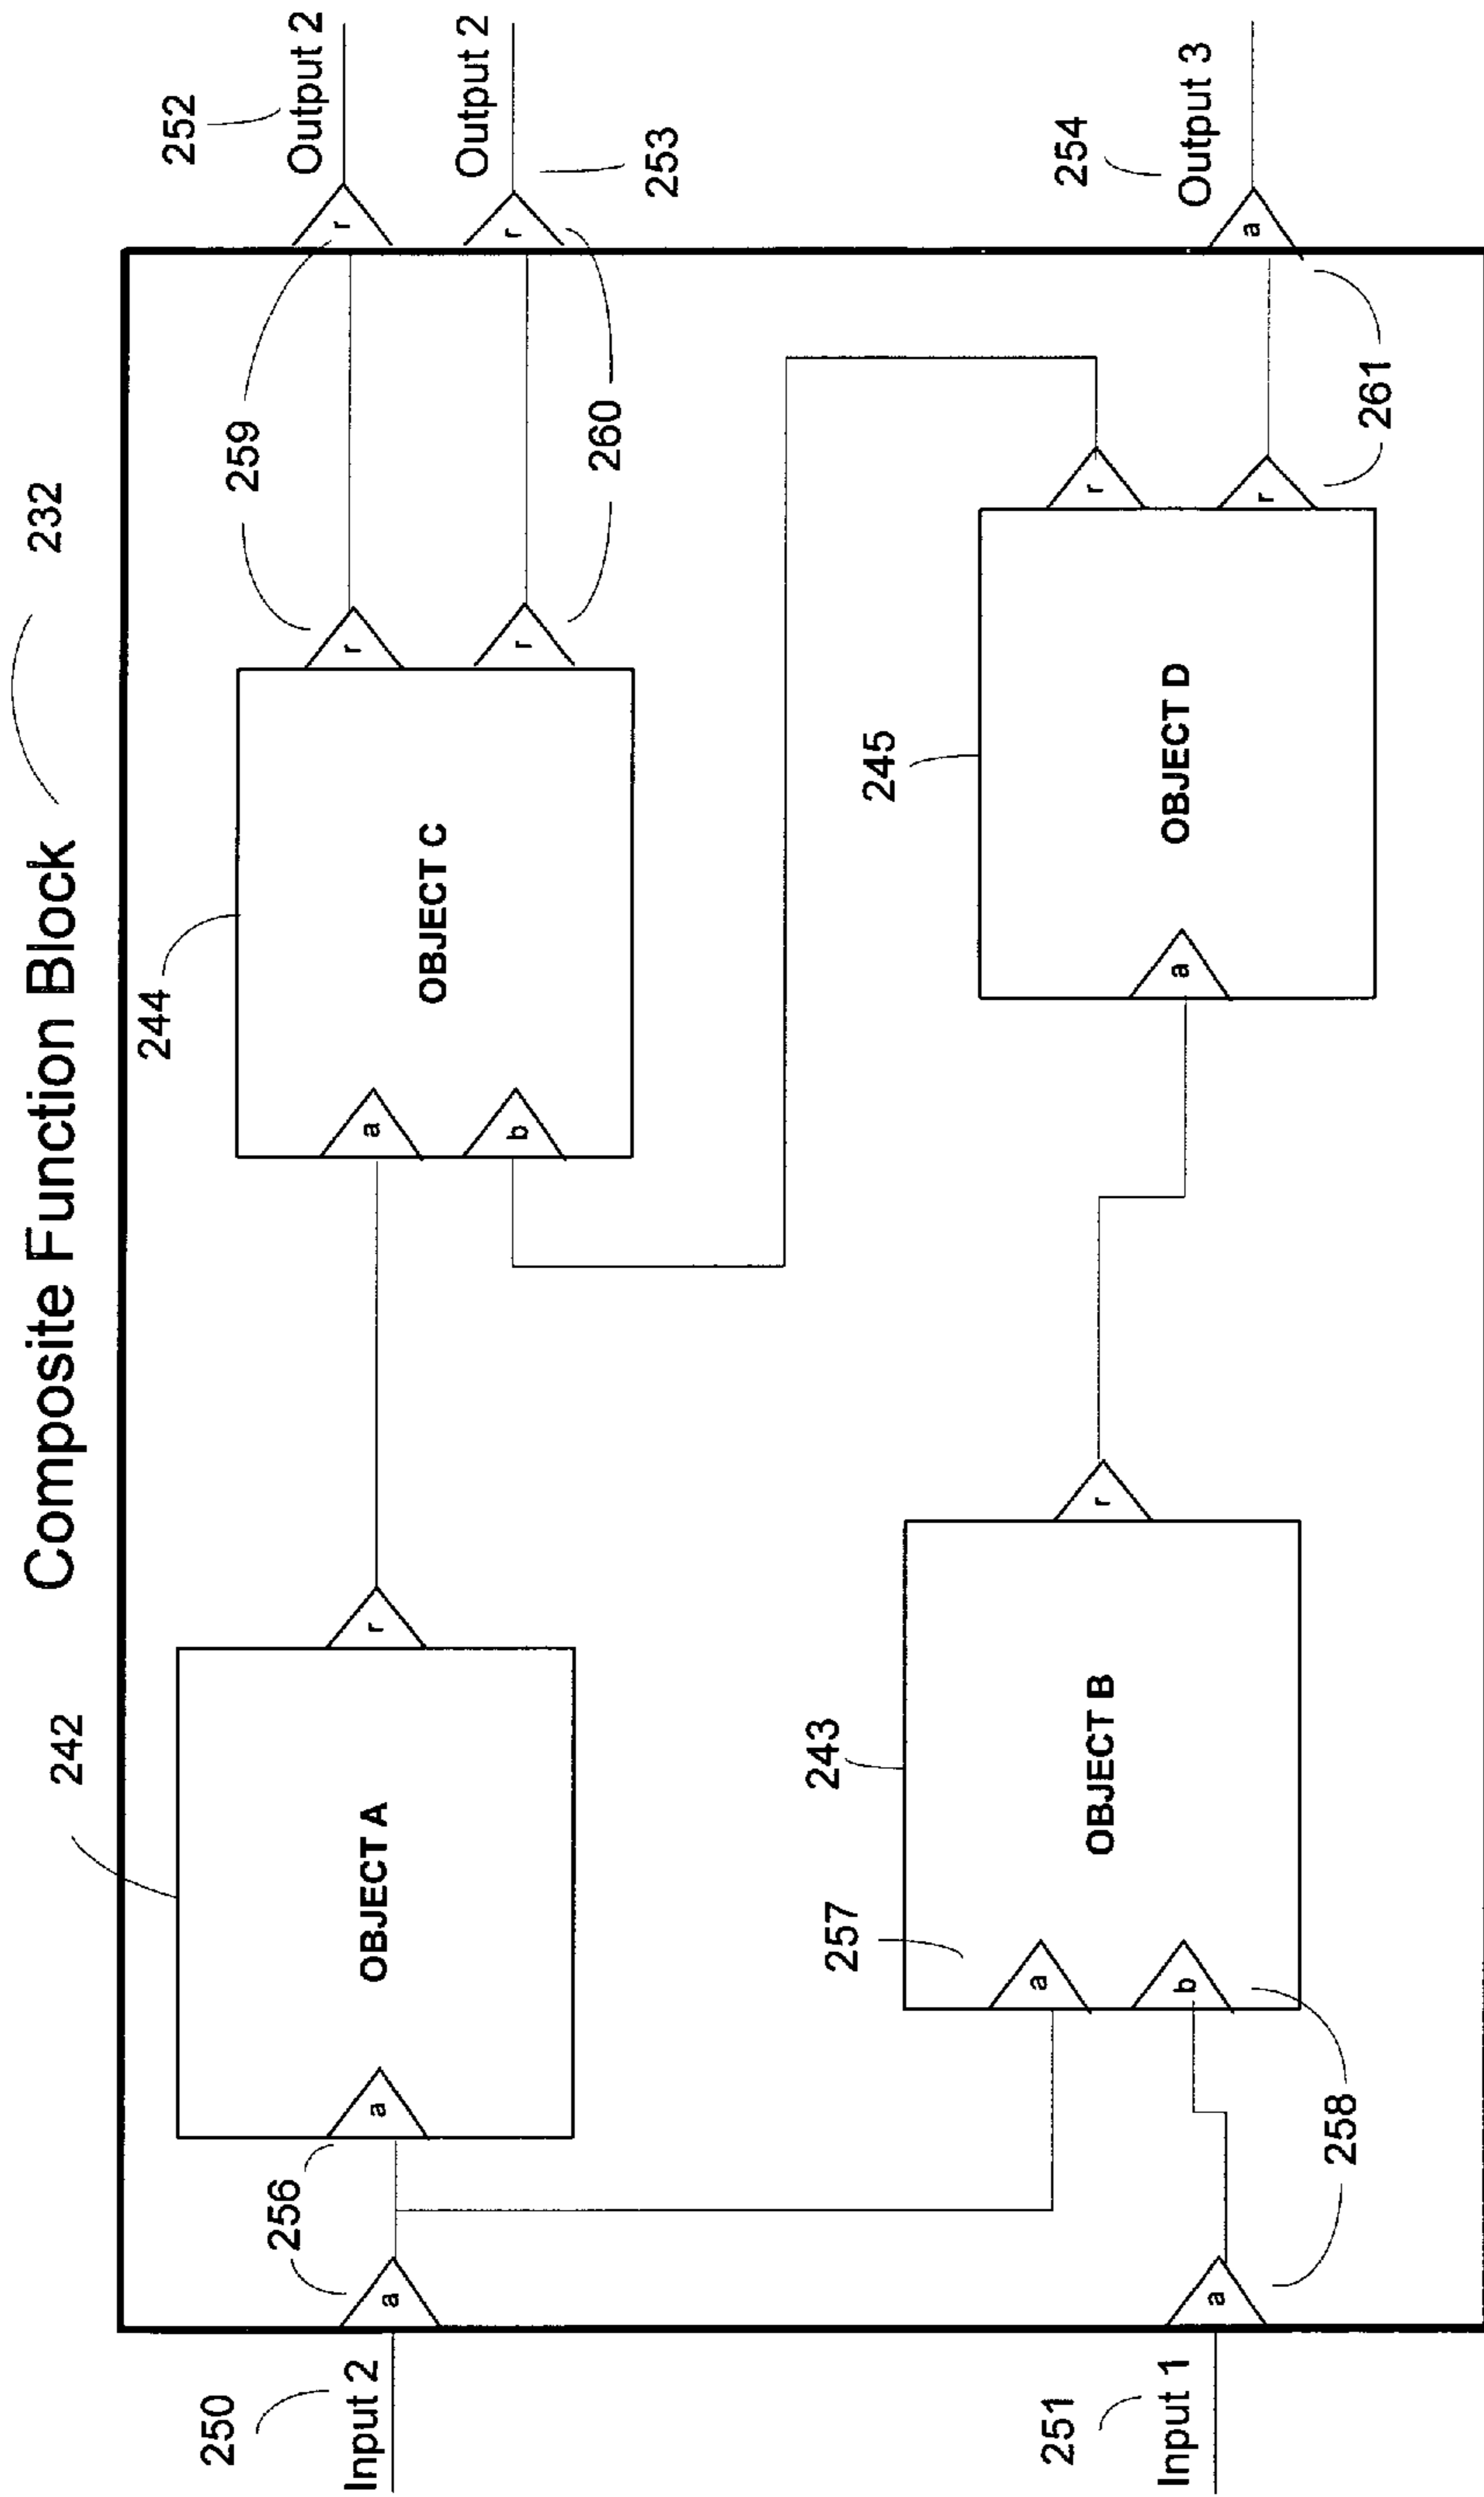 Composite Function Block
232
242
244
252
Output 2
259
r
r
250
Input 2
256
a
a
OBJECT A
r
a
OBJECT C
b
r
260
r
Output 2
253
257
243
245
254
Output 3
a
OBJECT B
r
r
a
OBJECT D
r
a
261
251
Input 1
a
b
258